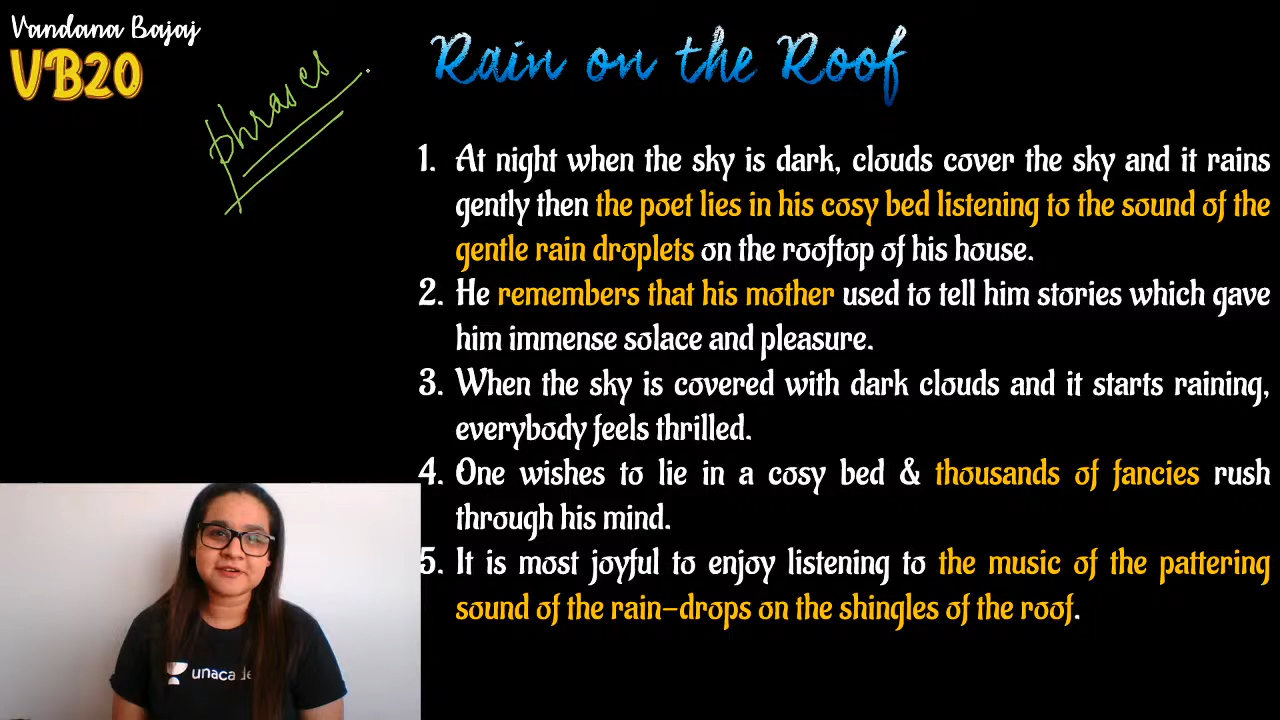 Vandana Bajaj
VB20
phrases
Rain on the Roof
1. At night when the sky is dark, clouds cover the sky and it rains
gently then the poet lies in his cosy bed listening to the sound of the
gentle rain droplets on the rooftop of his house.
2. He remembers that his mother used to tell him stories which gave
him immense solace and pleasure.
3. When the sky is covered with dark clouds and it starts raining,
everybody feels thrilled.
4. One wishes to lie in a cosy bed & thousands of fancies rush
through his mind.
5. It is most joyful to enjoy listening to the music of the pattering
sound of the rain-drops on the shingles of the roof.
unacade